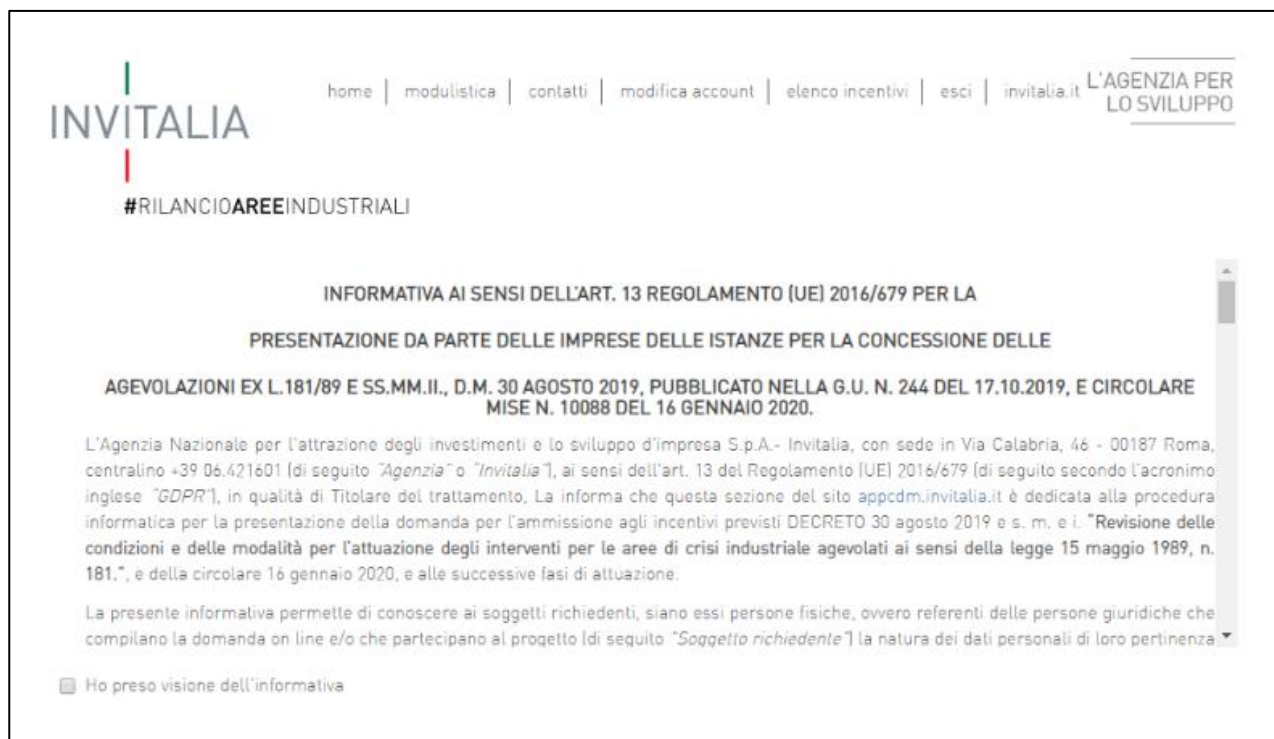 INVITALIA
home | modulistica | contatti | modifica account | elenco incentivi | esci | invitalia.it
L'AGENZIA PER
LO SVILUPPO
#RILANCIOAREEINDUSTRIALI
INFORMATIVA AI SENSI DELL'ART. 13 REGOLAMENTO (UE) 2016/679 PER LA
PRESENTAZIONE DA PARTE DELLE IMPRESE DELLE ISTANZE PER LA CONCESSIONE DELLE
AGEVOLAZIONI EX L.181/89 E SS.MM.II., D.M. 30 AGOSTO 2019, PUBBLICATO NELLA G.U. N. 244 DEL 17.10.2019, E CIRCOLARE
MISE N. 10088 DEL 16 GENNAIO 2020.
L'Agenzia Nazionale per l'attrazione degli investimenti e lo sviluppo d'impresa S.p.A.- Invitalia, con sede in Via Calabria, 46 - 00187 Roma,
centralino +39 06.421601 (di seguito "Agenzia" o "Invitalia"), ai sensi dell'art. 13 del Regolamento (UE) 2016/679 (di seguito secondo l'acronimo
inglese "GDPR"), in qualità di Titolare del trattamento, La informa che questa sezione del sito appcdm.invitalia.it è dedicata alla procedura
informatica per la presentazione della domanda per l'ammissione agli incentivi previsti DECRETO 30 agosto 2019 e s. m. e i. "Revisione delle
condizioni e delle modalità per l'attuazione degli interventi per le aree di crisi industriale agevolati ai sensi della legge 15 maggio 1989, n.
181.", e della circolare 16 gennaio 2020, e alle successive fasi di attuazione.
La presente informativa permette di conoscere ai soggetti richiedenti, siano essi persone fisiche, ovvero referenti delle persone giuridiche che
compilano la domanda on line e/o che partecipano al progetto (di seguito "Soggetto richiedente") la natura dei dati personali di loro pertinenza
Ho preso visione dell'informativa